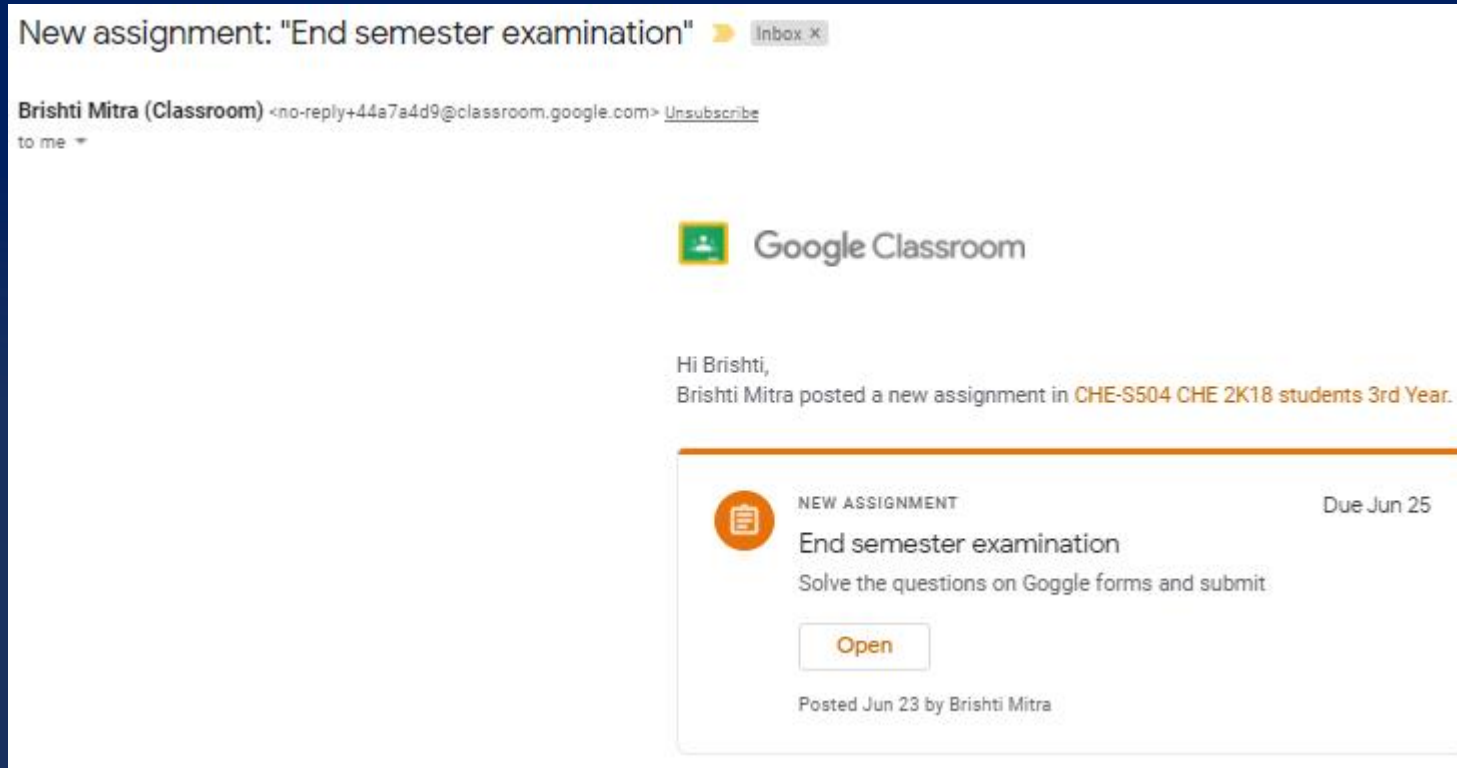 New assignment: "End semester examination" Inbox ×
Brishti Mitra (Classroom) <no-reply+44a7a4d9@classroom.google.com> Unsubscribe
to me
Google Classroom
Hi Brishti,
Brishti Mitra posted a new assignment in CHE-S504 CHE 2K18 students 3rd Year.
NEW ASSIGNMENT Due Jun 25
End semester examination
Solve the questions on Goggle forms and submit
Open
Posted Jun 23 by Brishti Mitra